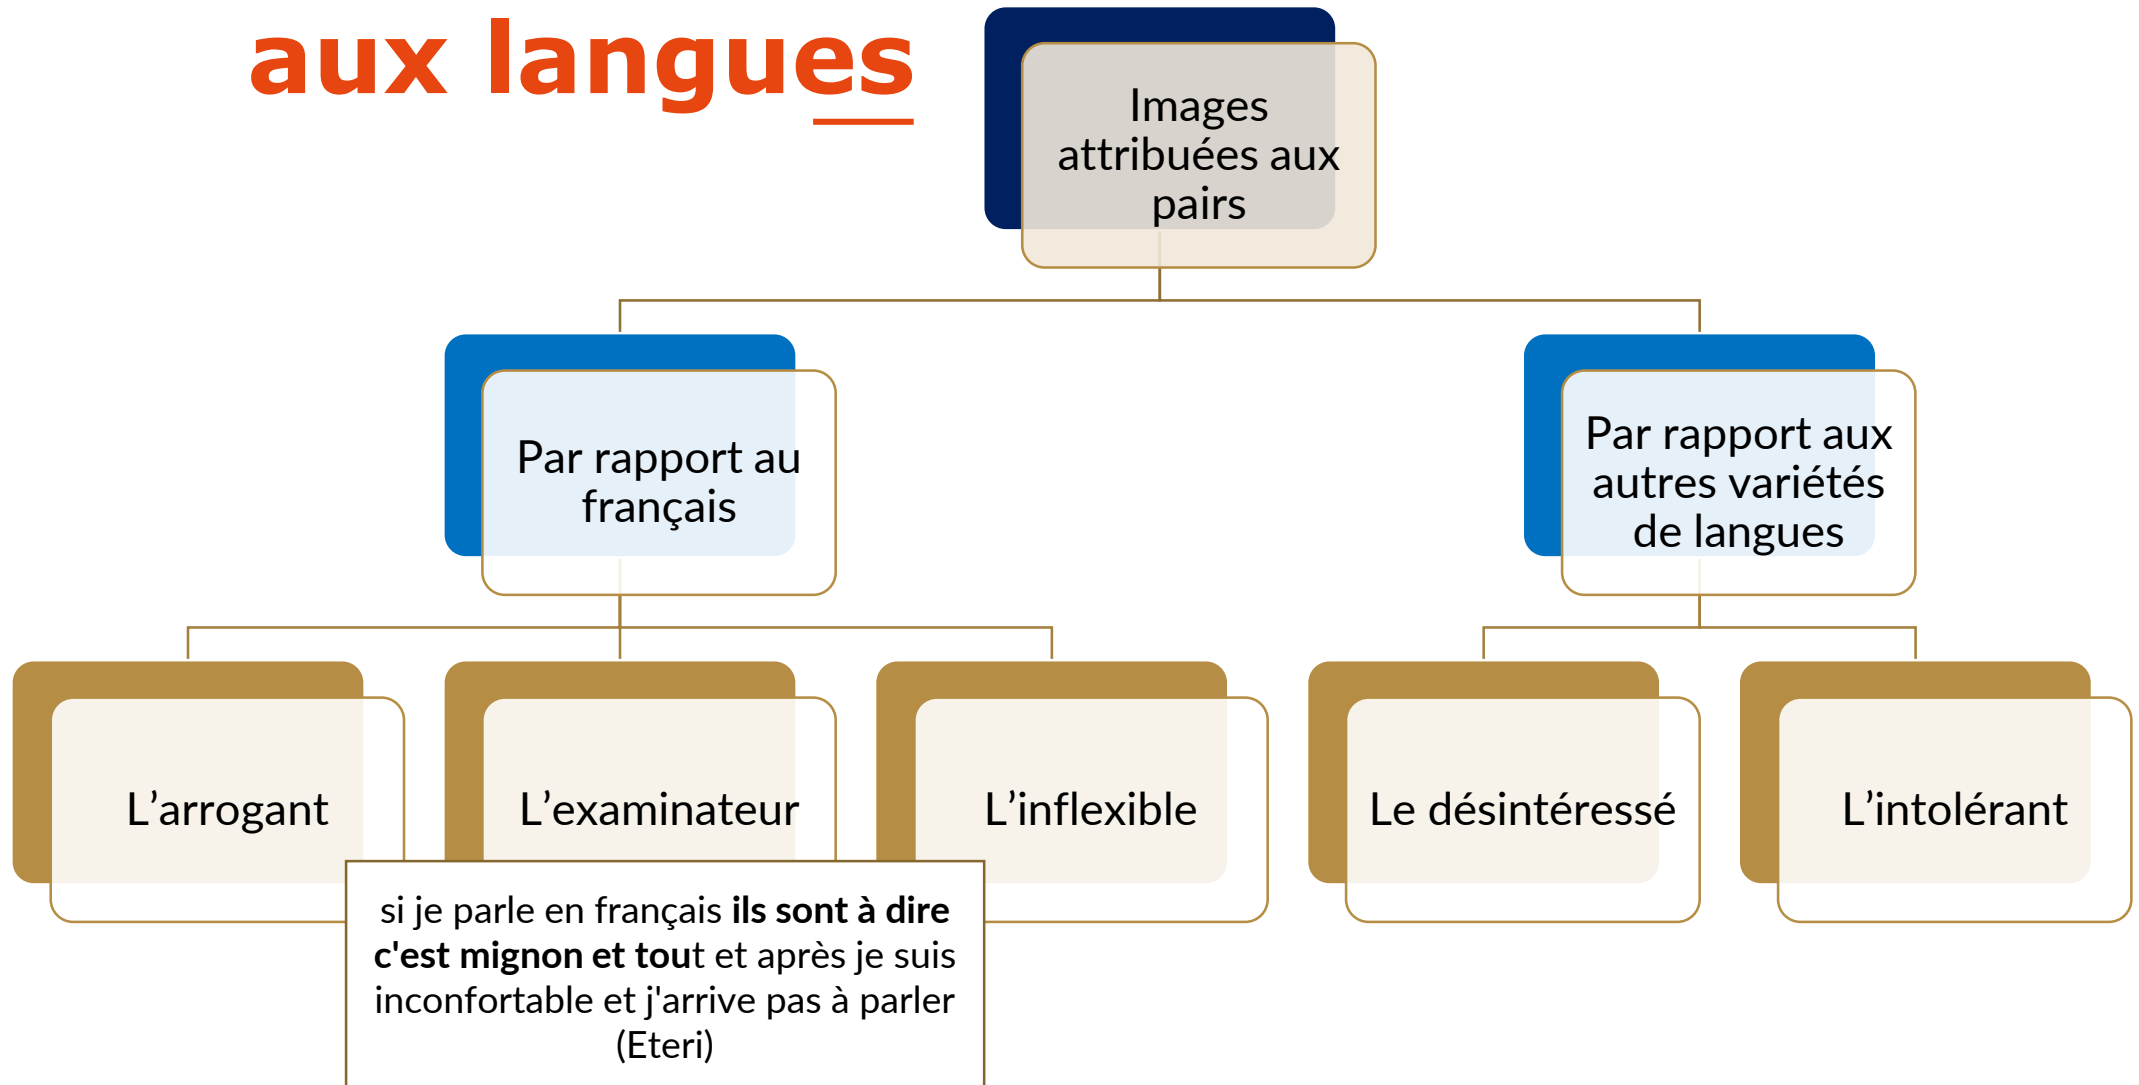 aux langues
Images
attribuées aux
pairs
Par rapport au
français
Par rapport aux
autres variétés
de langues
L’arrogant
L’examinateur
L’inflexible
Le désintéressé
L’intolérant
si je parle en français ils sont à dire
c'est mignon et tout et après je suis
inconfortable et j'arrive pas à parler
(Eteri)